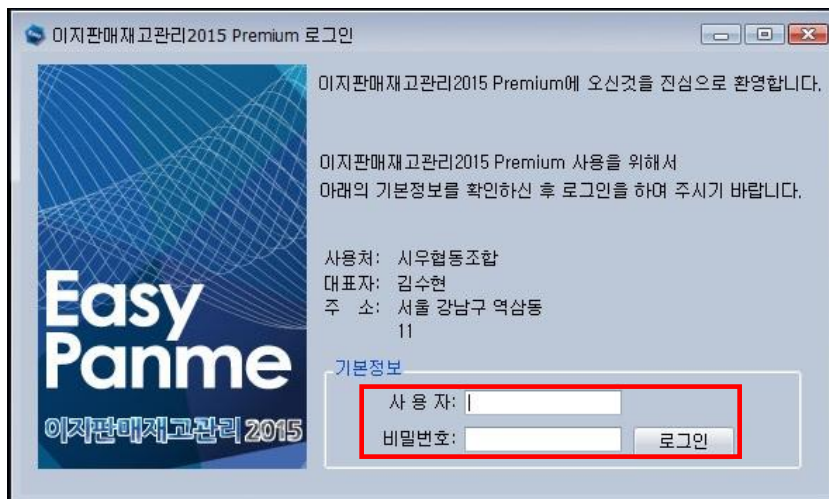 이지판매재고관리2015 Premium 로그인
이지판매재고관리2015 Premium에 오신것을 진심으로 환영합니다.
이지판매재고관리2015 Premium 사용을 위해서
아래의 기본정보를 확인하신 후 로그인을 하여 주시기 바랍니다.
사용처: 시우협동조합
대표자: 김수현
주 소: 서울 강남구 역삼동
11
Easy
Panme
이지판매재고관리 2015
기본정보
사 용 자:
비밀번호:
로그인